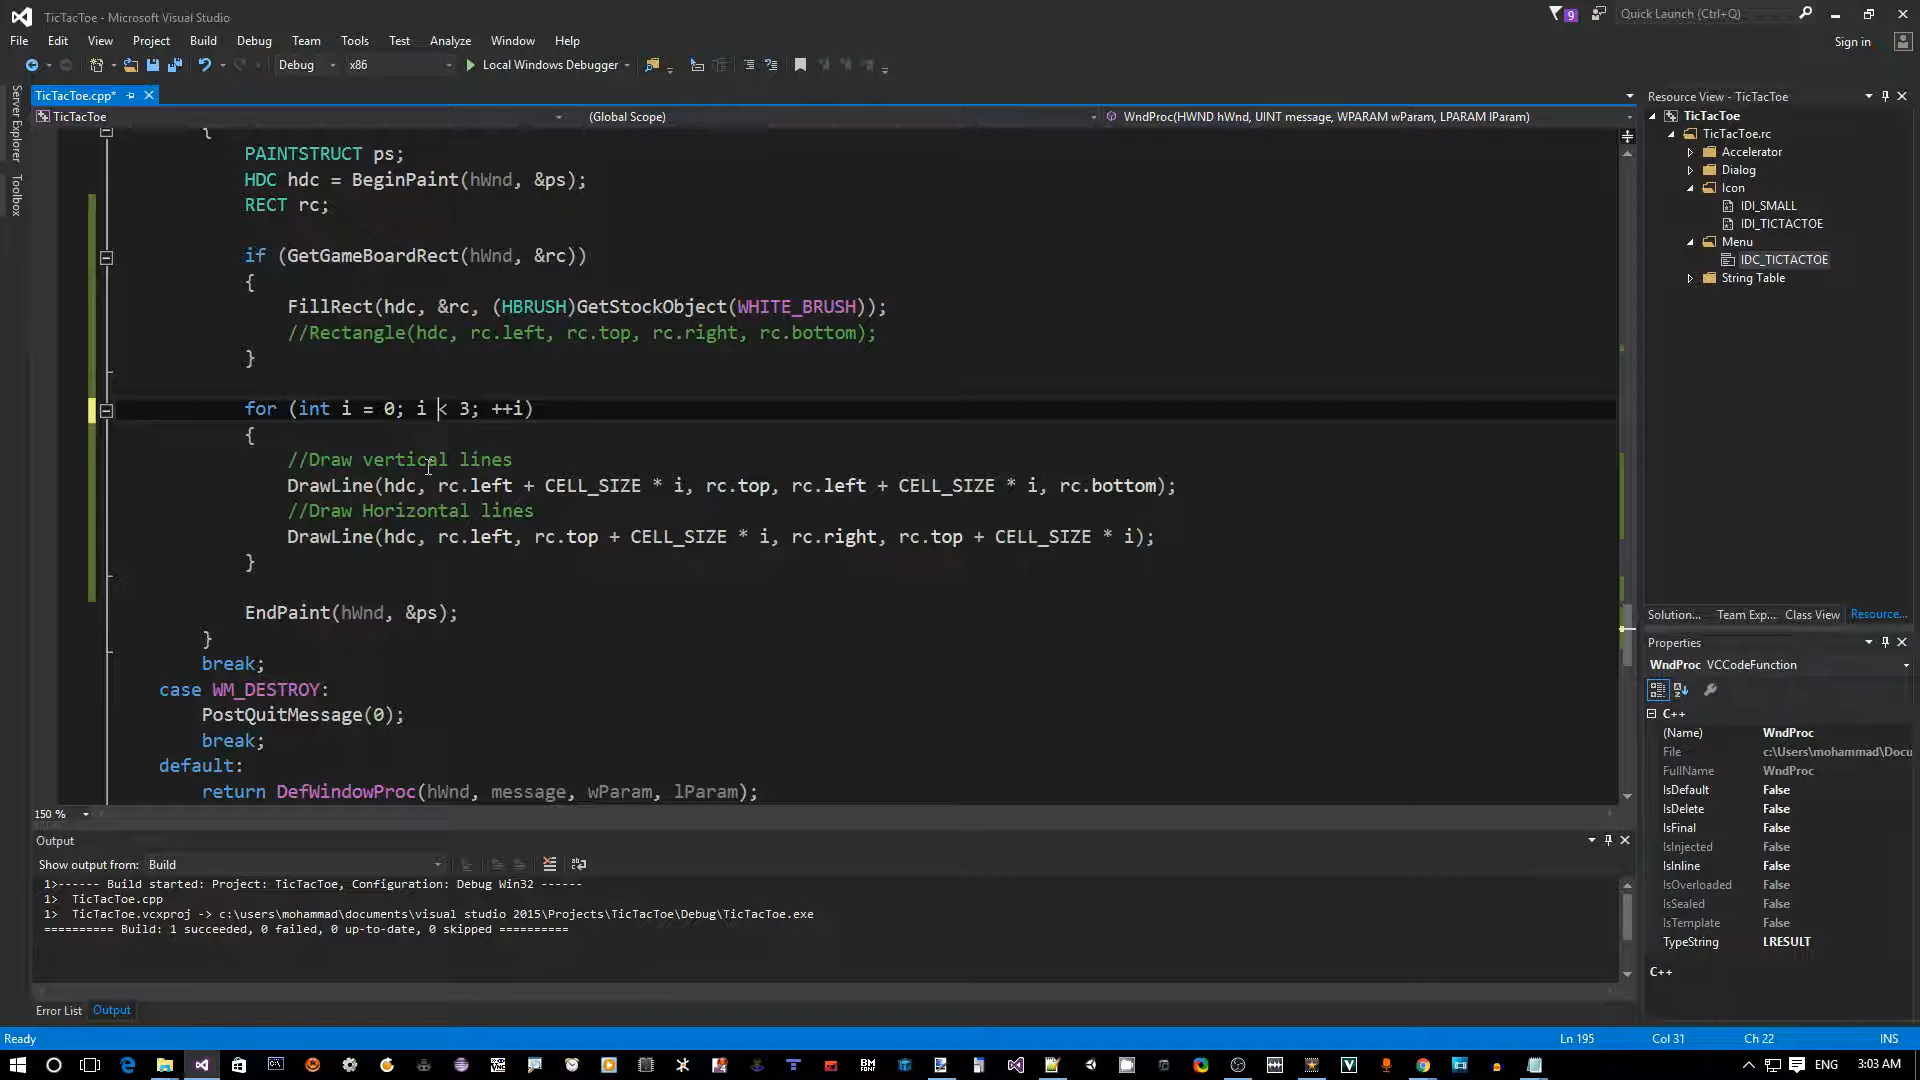 TicTacToe - Microsoft Visual Studio
9
Quick Launch (Ctrl+Q)
File Edit View Project Build Debug Team Tools Test Analyze Window Help
Sign in
Debug x86 Local Windows Debugger
Server Explorer
Toolbox
TicTacToe.cpp*
TicTacToe (Global Scope) WndProc(HWND hWnd, UINT message, WPARAM wParam, LPARAM lParam)
{
PAINTSTRUCT ps;
HDC hdc = BeginPaint(hWnd, &ps);
RECT rc;
if (GetGameBoardRect(hWnd, &rc))
{
FillRect(hdc, &rc, (HBRUSH)GetStockObject(WHITE_BRUSH));
//Rectangle(hdc, rc.left, rc.top, rc.right, rc.bottom);
}
for (int i = 0; i < 3; ++i)
{
//Draw vertical lines
DrawLine(hdc, rc.left + CELL_SIZE * i, rc.top, rc.left + CELL_SIZE * i, rc.bottom);
//Draw Horizontal lines
DrawLine(hdc, rc.left, rc.top + CELL_SIZE * i, rc.right, rc.top + CELL_SIZE * i);
}
EndPaint(hWnd, &ps);
}
break;
case WM_DESTROY:
PostQuitMessage(0);
break;
default:
return DefWindowProc(hWnd, message, wParam, lParam);
150 %
Output
Show output from: Build
1>------ Build started: Project: TicTacToe, Configuration: Debug Win32 ------
1> TicTacToe.cpp
1> TicTacToe.vcxproj -> c:\users\mohammad\documents\visual studio 2015\Projects\TicTacToe\Debug\TicTacToe.exe
========== Build: 1 succeeded, 0 failed, 0 up-to-date, 0 skipped ==========
Error List Output
Resource View - TicTacToe
TicTacToe
TicTacToe.rc
Accelerator
Dialog
Icon
IDI_SMALL
IDI_TICTACTOE
Menu
IDC_TICTACTOE
String Table
Solution... Team Exp... Class View Resource...
Properties
WndProc VCCodeFunction
C++
(Name) WndProc
File c:\Users\mohammad\Docu
FullName WndProc
IsDefault False
IsDelete False
IsFinal False
IsInjected False
IsInline False
IsOverloaded False
IsSealed False
IsTemplate False
TypeString LRESULT
C++
Ready Ln 195 Col 31 Ch 22 INS
ENG 3:03 AM